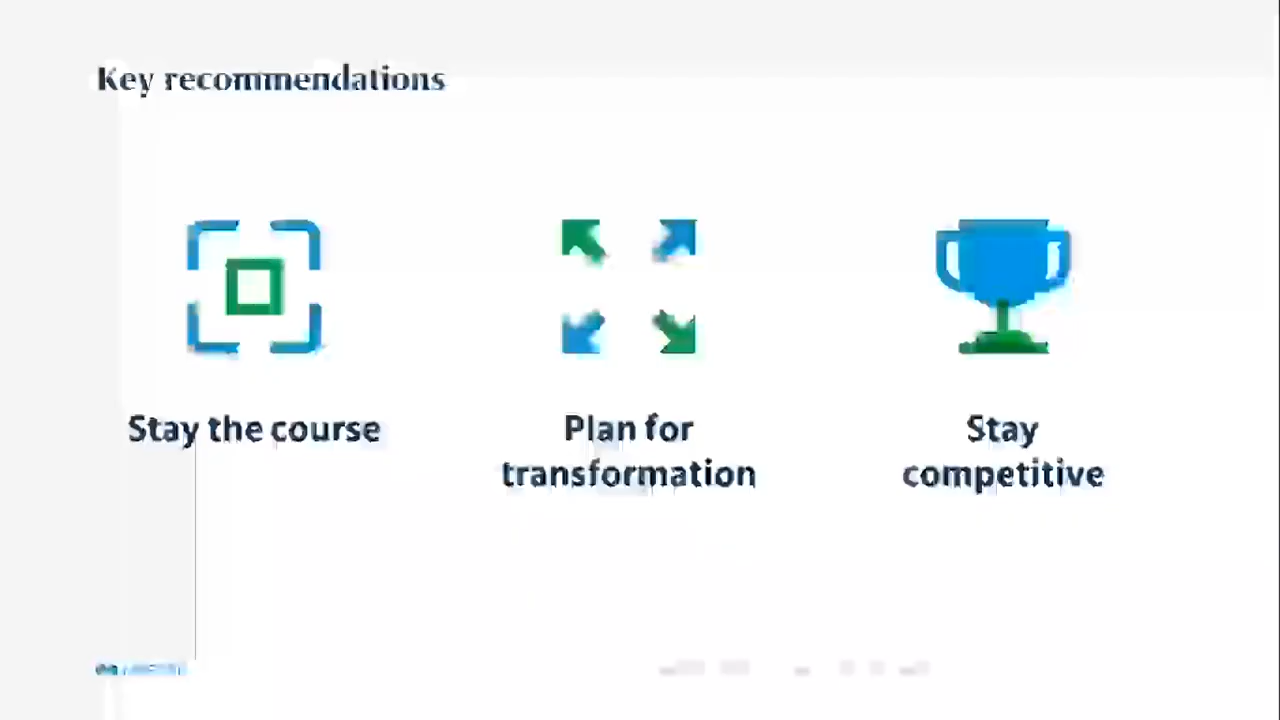 Key recommendations
Stay the course
Plan for
transformation
Stay
competitive